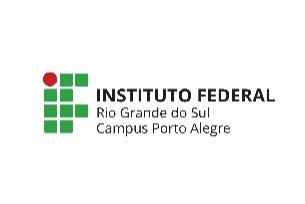 INSTITUTO FEDERAL
Rio Grande do Sul
Campus Porto Alegre